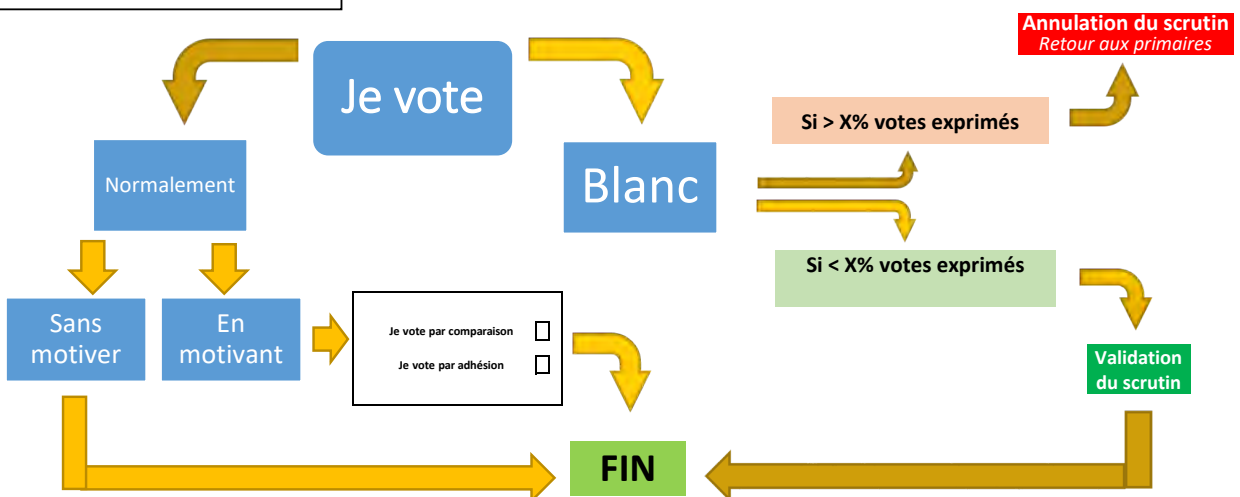 Annulation du scrutin
Retour aux primaires
Je vote
Si > X% votes exprimés
Normalement
Blanc
Si < X% votes exprimés
Sans
motiver
En
motivant
Je vote par comparaison
Je vote par adhésion
Validation
du scrutin
FIN